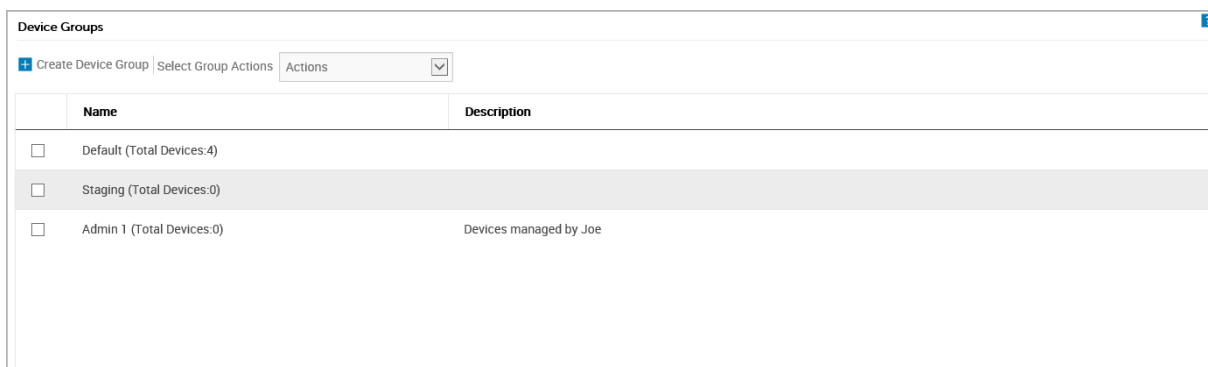 Device Groups
Create Device Group Select Group Actions Actions
Name Description
Default (Total Devices:4)
Staging (Total Devices:0)
Admin 1 (Total Devices:0) Devices managed by Joe